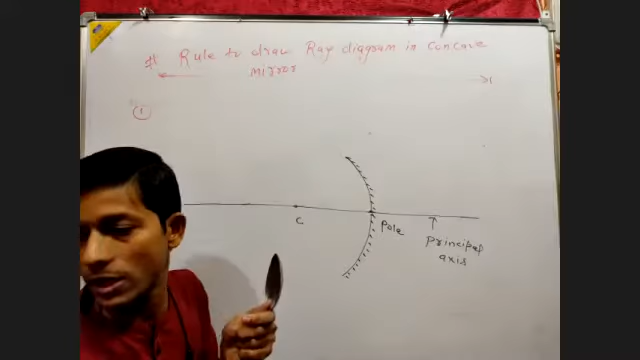 # Rule to draw Ray diagram in Concave
mirror
1
C
Pole
Principal
axis